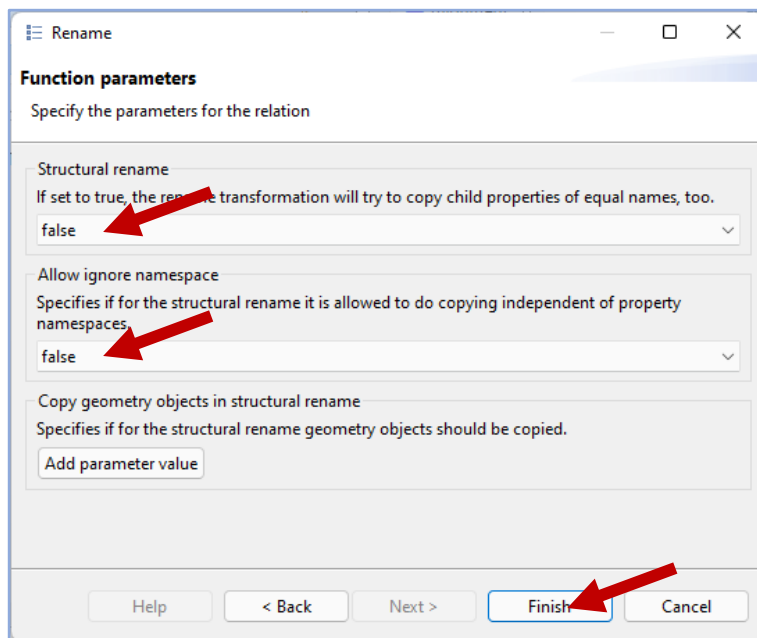 Rename
Function parameters
Specify the parameters for the relation
Structural rename
If set to true, the rename transformation will try to copy child properties of equal names, too.
false
Allow ignore namespace
Specifies if for the structural rename it is allowed to do copying independent of property
namespaces.
false
Copy geometry objects in structural rename
Specifies if for the structural rename geometry objects should be copied.
Add parameter value
Help
< Back
Next >
Finish
Cancel